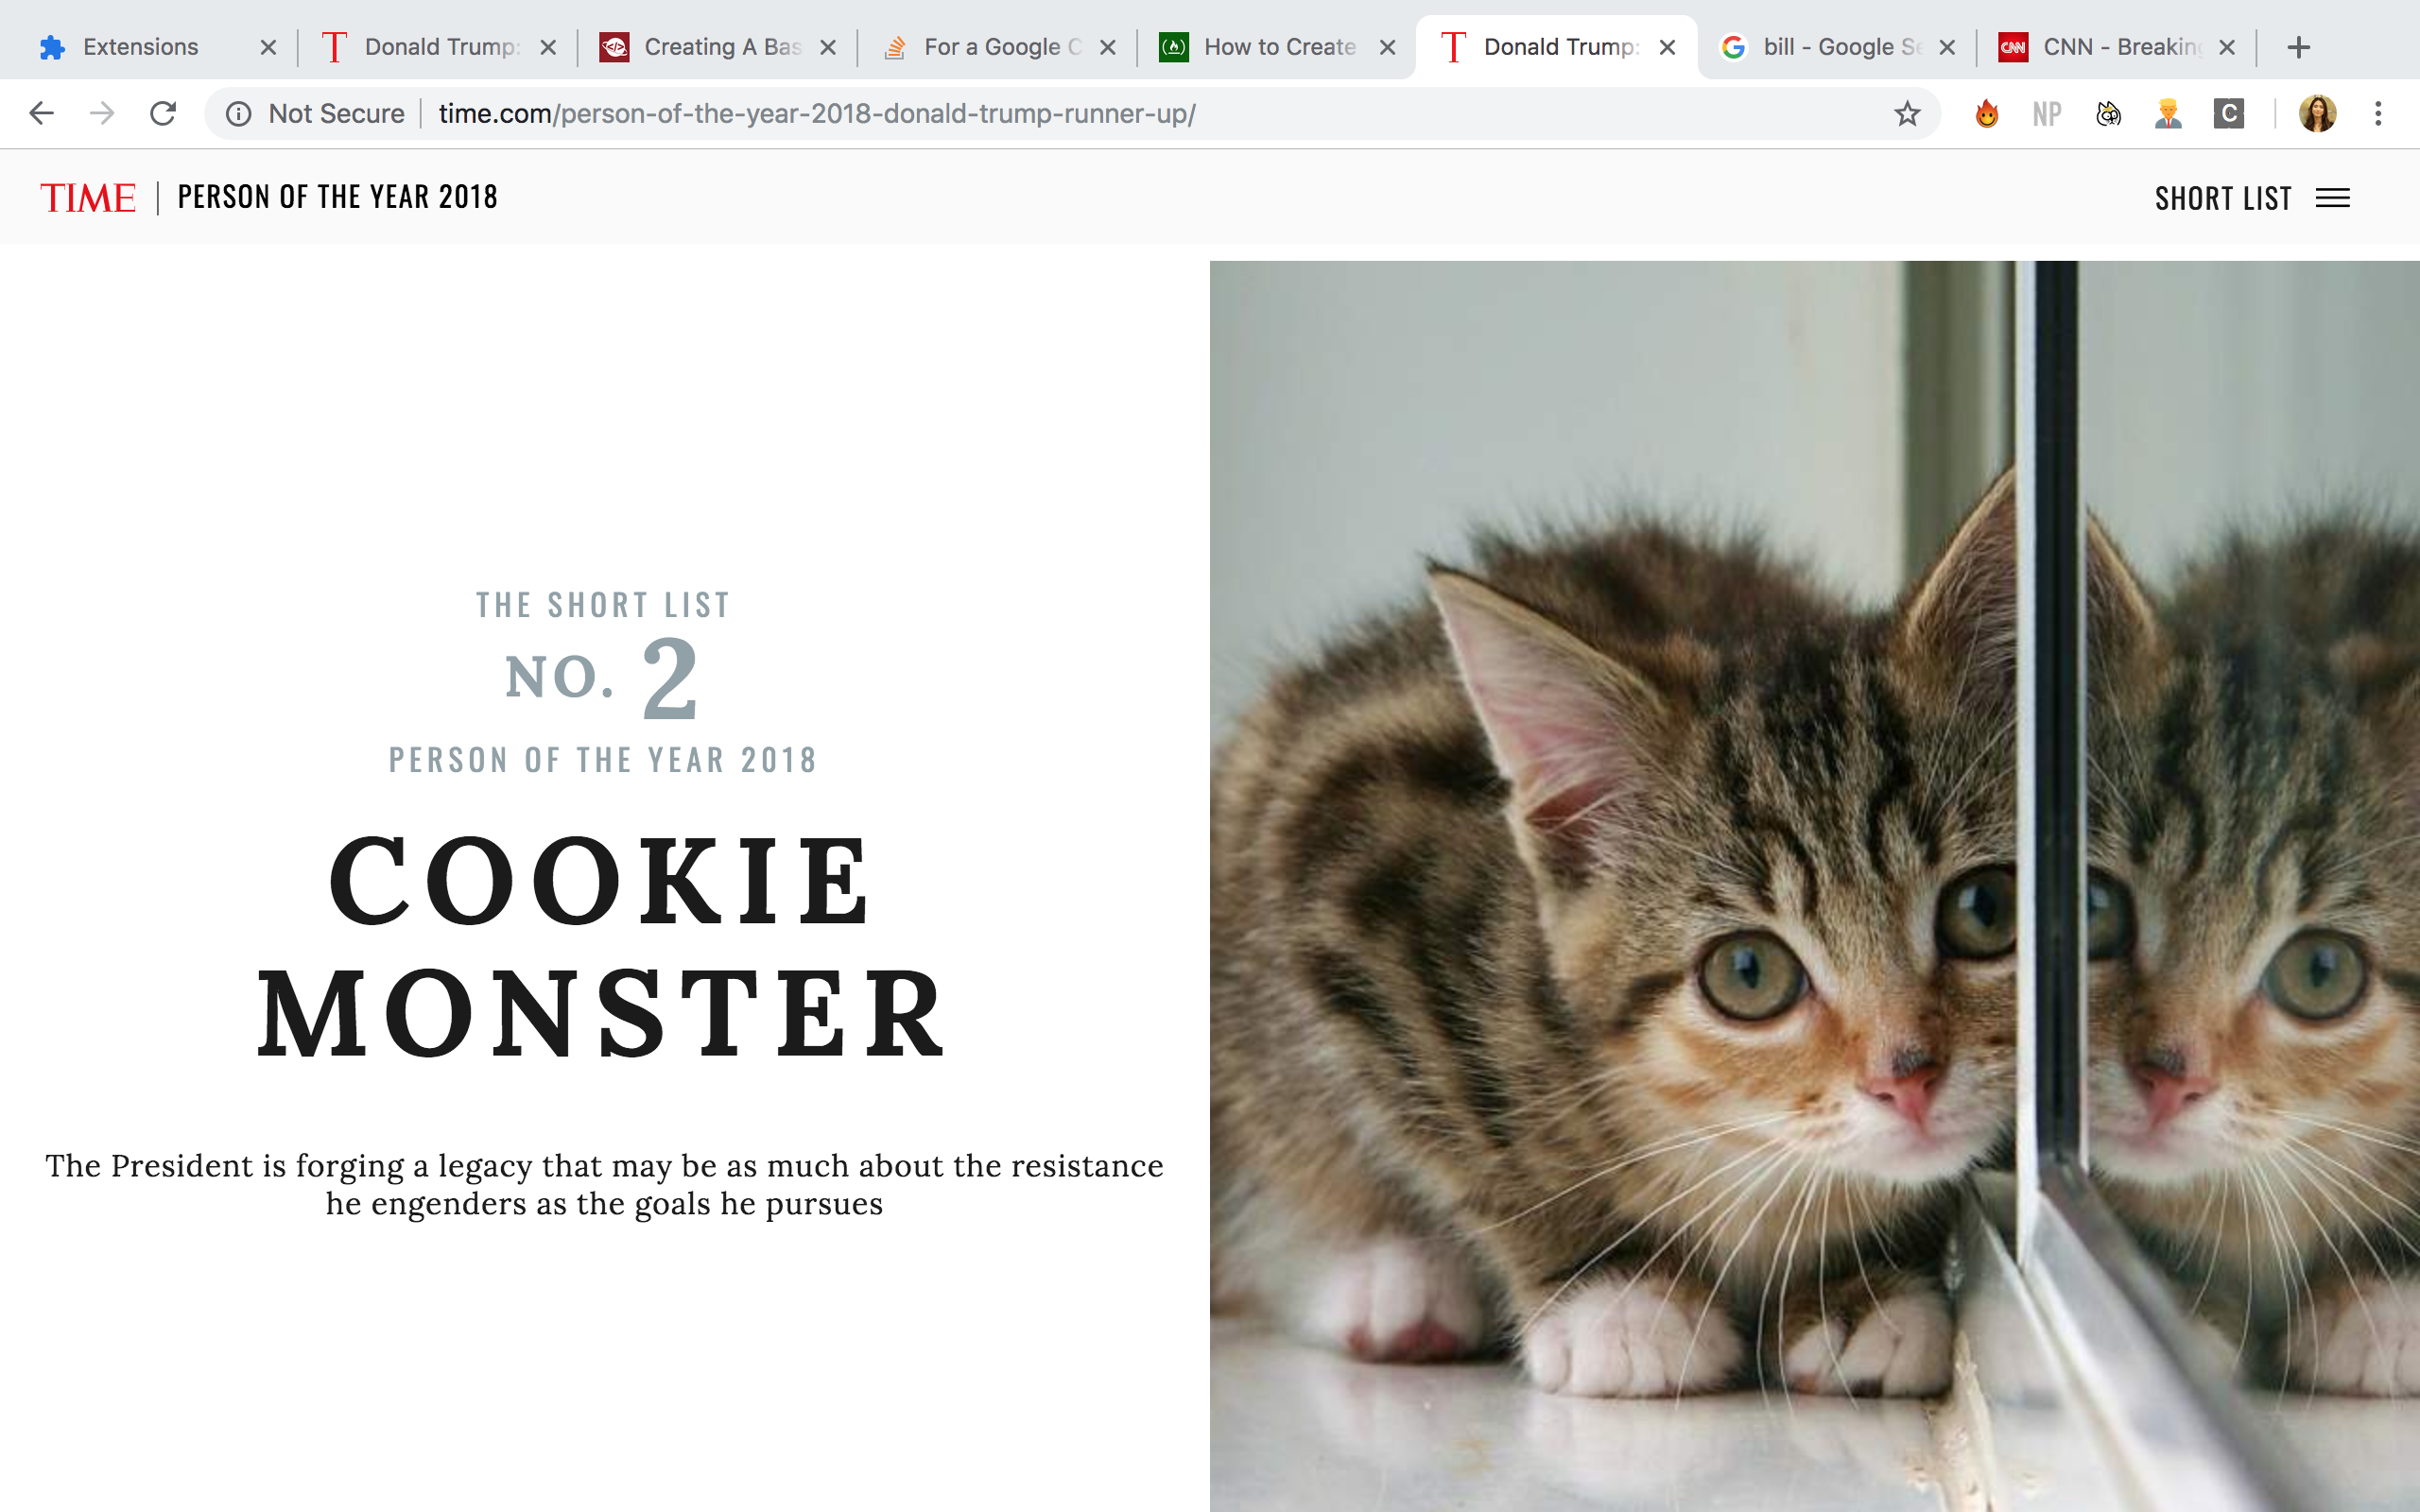 Extensions
Donald Trump:
Creating A Bas
For a Google C
How to Create
Donald Trump:
bill - Google Se
CNN - Breaking
Not Secure
time.com/person-of-the-year-2018-donald-trump-runner-up/
NP
C
TIME
PERSON OF THE YEAR 2018
SHORT LIST
THE SHORT LIST
NO. 2
PERSON OF THE YEAR 2018
COOKIE
MONSTER
The President is forging a legacy that may be as much about the resistance
he engenders as the goals he pursues